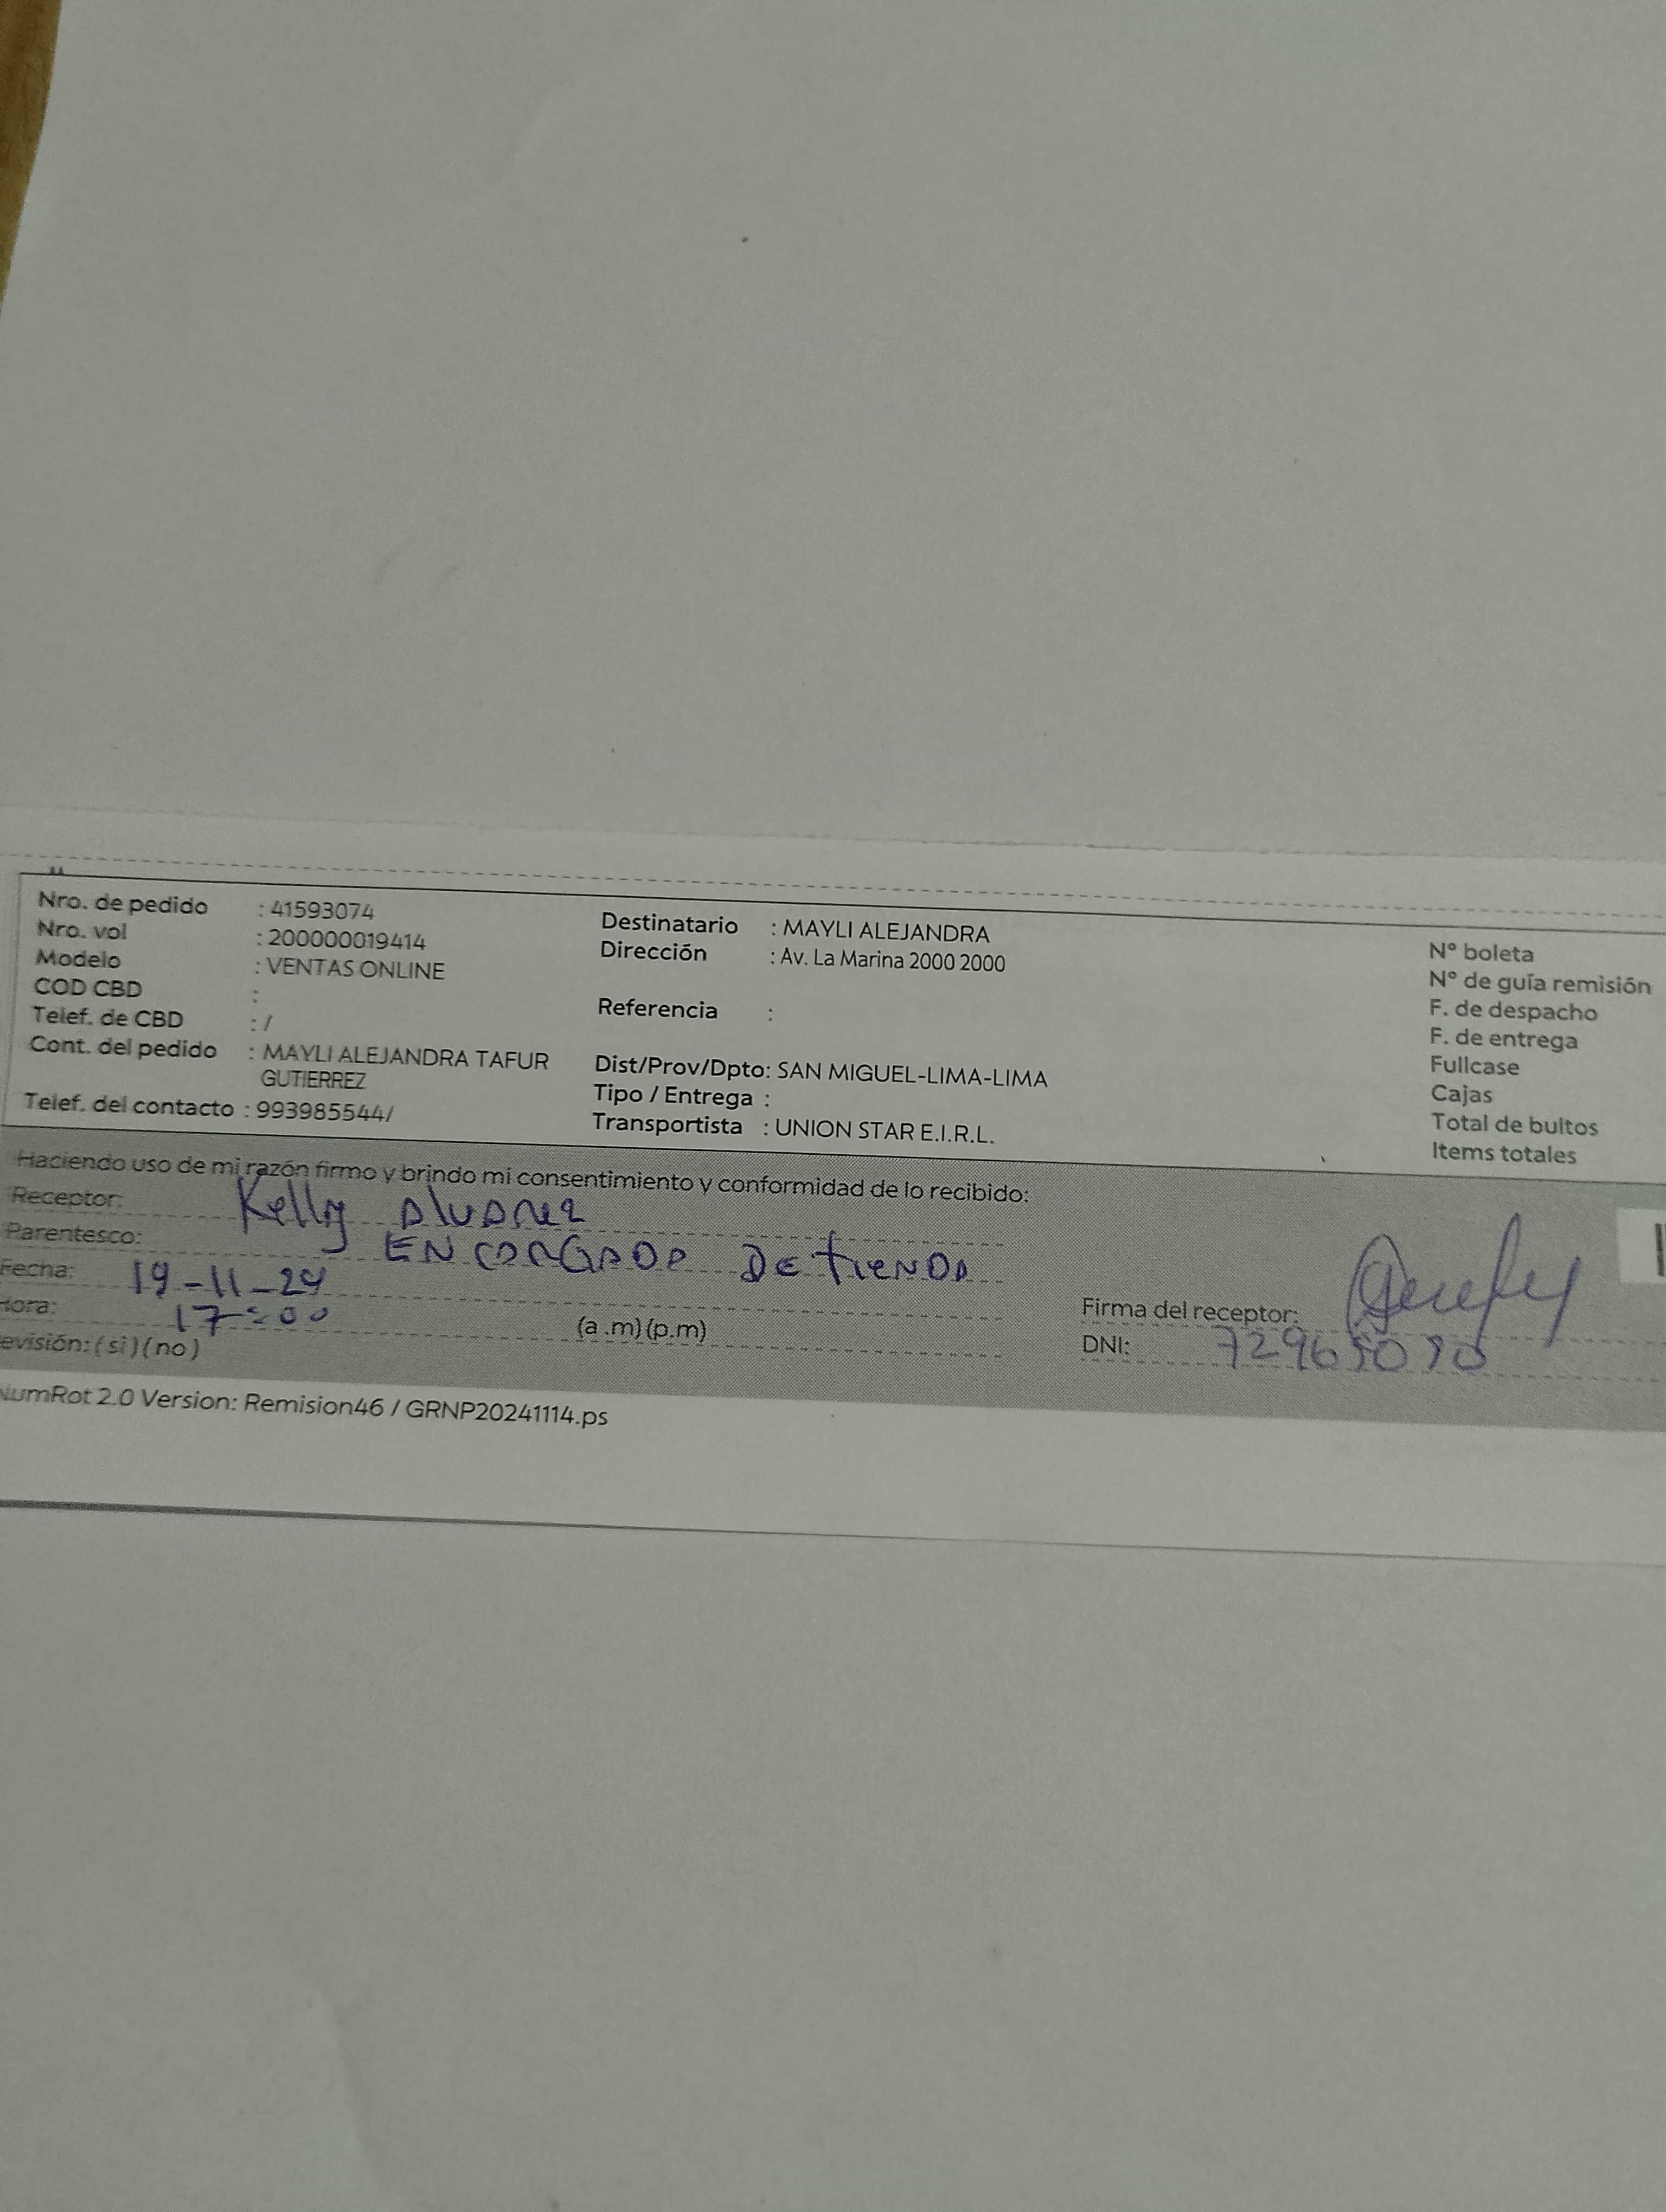 Nro. de pedido : 41593074
Nro. vol : 200000019414
Modelo : VENTAS ONLINE
COD CBD :
Telef. de CBD : /
Cont. del pedido : MAYLI ALEJANDRA TAFUR
GUTIERREZ
Telef. del contacto : 993985544/
Destinatario : MAYLI ALEJANDRA
Dirección : Av. La Marina 2000 2000
Referencia :
Dist/Prov/Dpto: SAN MIGUEL-LIMA-LIMA
Tipo / Entrega :
Transportista : UNION STAR E.I.R.L.
N° boleta
N° de guía remisión
F. de despacho
F. de entrega
Fullcase
Cajas
Total de bultos
Items totales
Haciendo uso de mi razón firmo y brindo mi consentimiento y conformidad de lo recibido:
Receptor: Kelly Alvarez
Parentesco: ENCARGADA DE tIENDA
Fecha: 19-11-24
Hora: 17:00 (a.m)(p.m)
evisión: (si)(no)
Firma del receptor:
DNI:
NumRot 2.0 Version: Remision46 / GRNP20241114.ps